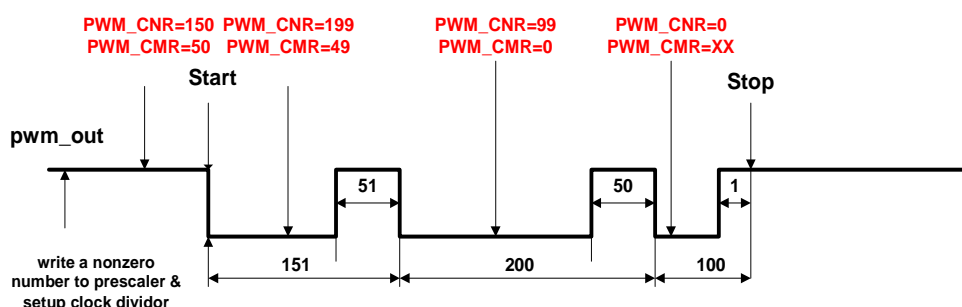 PWM_CNR=150 PWM_CNR=199
PWM_CMR=50 PWM_CMR=49
PWM_CNR=99
PWM_CMR=0
PWM_CNR=0
PWM_CMR=XX
Start
Stop
pwm_out
51
50
1
151
200
100
write a nonzero
number to prescaler &
setup clock dividor